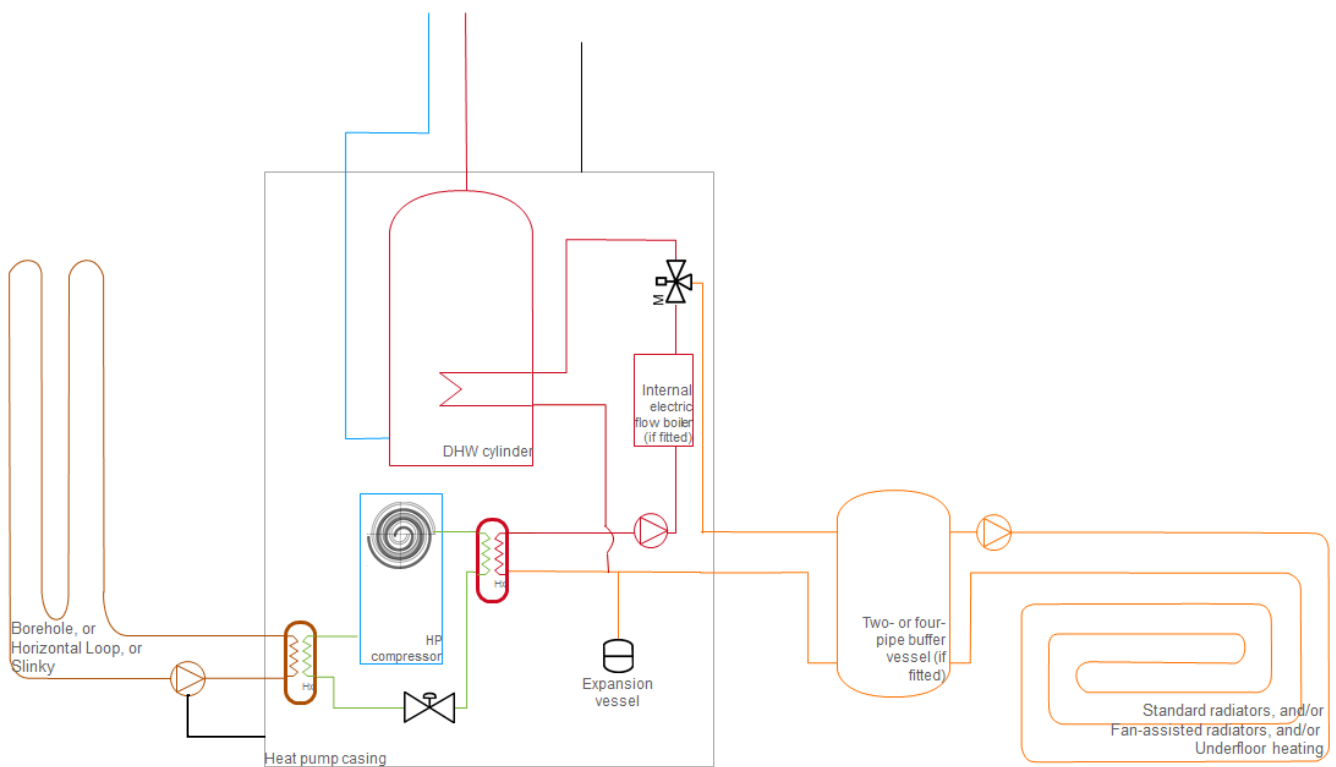 M
Internal
electric
flow boiler
(if fitted)
DHW cylinder
Hx
HP
compressor
Borehole, or
Horizontal Loop, or
Slinky
Hx
Expansion
vessel
Two- or four-
pipe buffer
vessel (if
fitted)
Standard radiators, and/or
Fan-assisted radiators, and/or
Underfloor heating
Heat pump casing